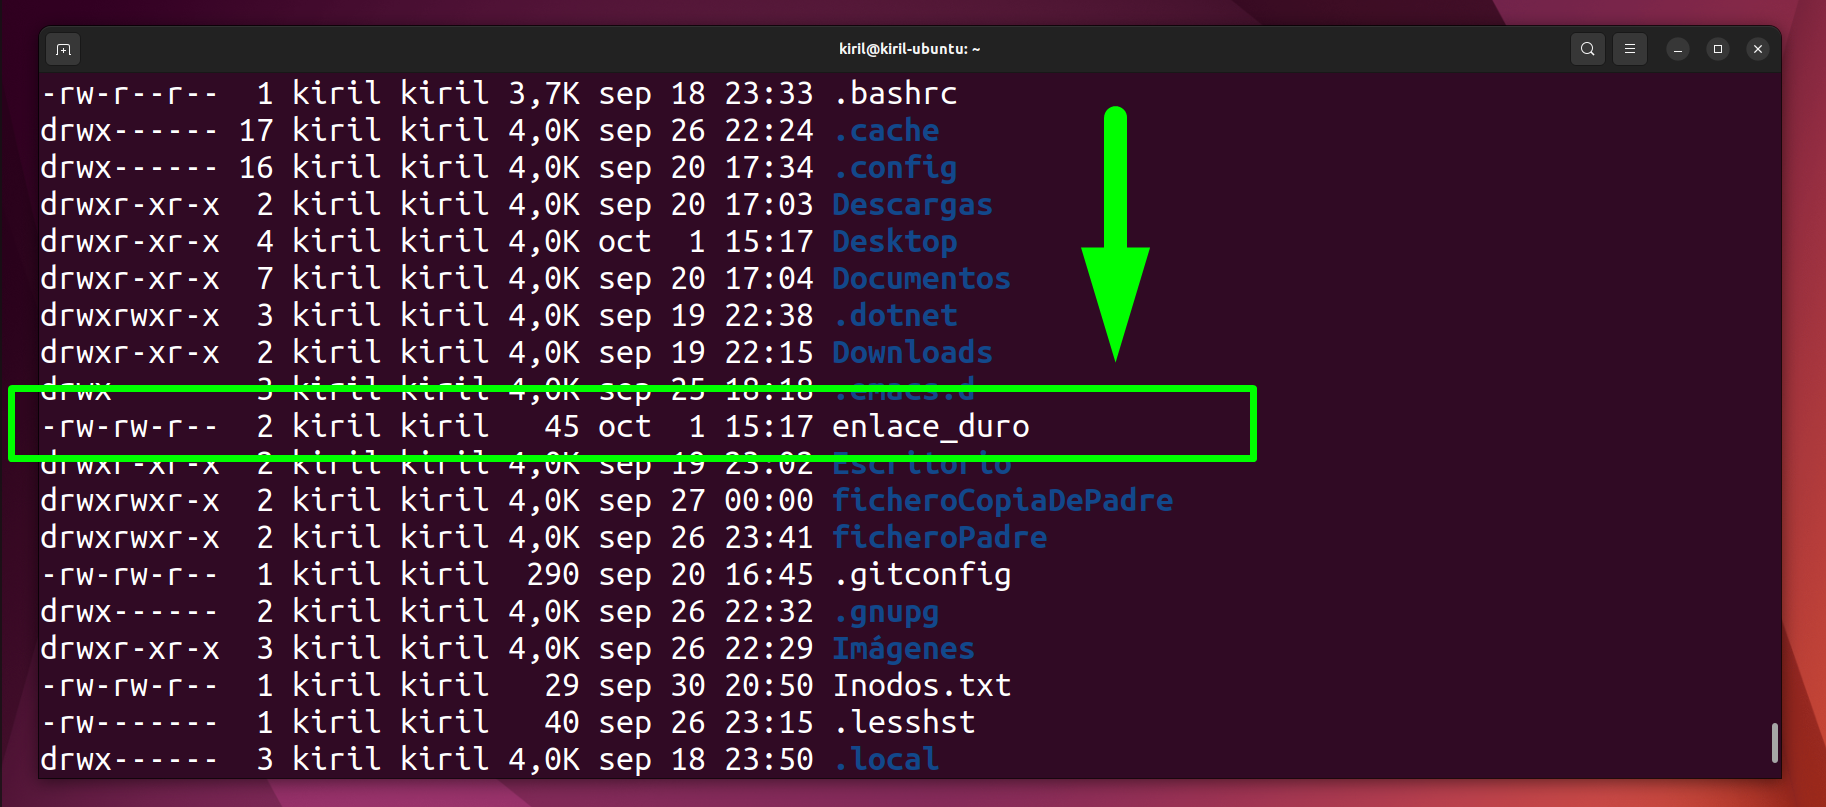 kiril@kiril-ubuntu: ~
-rw-r--r-- 1 kiril kiril 3,7K sep 18 23:33 .bashrc
drwx------ 17 kiril kiril 4,0K sep 26 22:24 .cache
drwx------ 16 kiril kiril 4,0K sep 20 17:34 .config
drwxr-xr-x 2 kiril kiril 4,0K sep 20 17:03 Descargas
drwxr-xr-x 4 kiril kiril 4,0K oct 1 15:17 Desktop
drwxr-xr-x 7 kiril kiril 4,0K sep 20 17:04 Documentos
drwxrwxr-x 3 kiril kiril 4,0K sep 19 22:38 .dotnet
drwxr-xr-x 2 kiril kiril 4,0K sep 19 22:15 Downloads
drwx 3 kiril kiril 4,0K sep 25 18:18 .emacs.d
-rw-rw-r-- 2 kiril kiril 45 oct 1 15:17 enlace_duro
drwxr-xr-x 2 kiril kiril 4,0K sep 19 23:02 Escritorio
drwxrwxr-x 2 kiril kiril 4,0K sep 27 00:00 ficheroCopiaDePadre
drwxrwxr-x 2 kiril kiril 4,0K sep 26 23:41 ficheroPadre
-rw-rw-r-- 1 kiril kiril 290 sep 20 16:45 .gitconfig
drwx------ 2 kiril kiril 4,0K sep 26 22:32 .gnupg
drwxr-xr-x 3 kiril kiril 4,0K sep 26 22:29 Imágenes
-rw-rw-r-- 1 kiril kiril 29 sep 30 20:50 Inodos.txt
-rw------- 1 kiril kiril 40 sep 26 23:15 .lesshst
drwx------ 3 kiril kiril 4,0K sep 18 23:50 .local